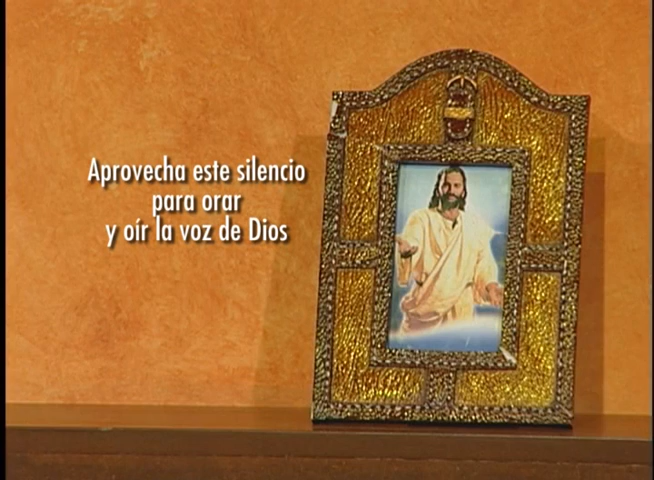 Aprovecha este silencio
para orar
y oír la voz de Dios